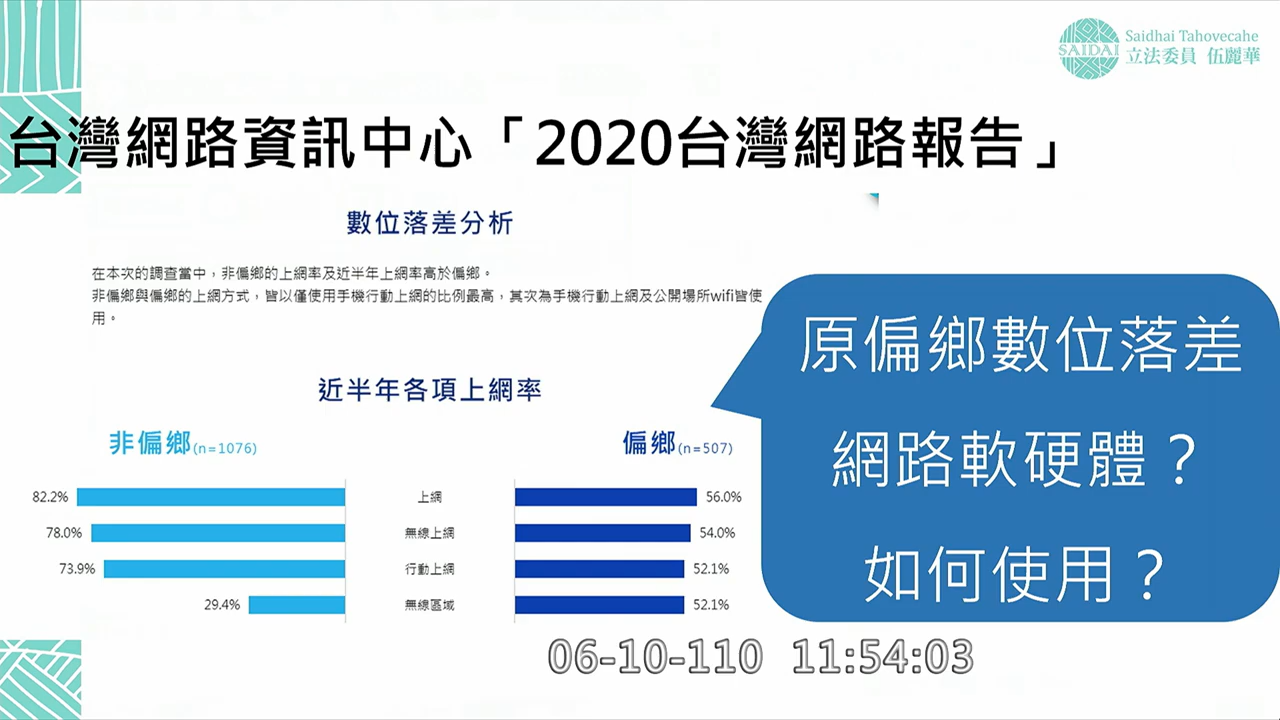 SAIDAI
Saidhai Tahovecahe
立法委員 伍麗華
台灣網路資訊中心「2020台灣網路報告」
數位落差分析
在本次的調查當中，非偏鄉的上網率及近半年上網率高於偏鄉。
非偏鄉與偏鄉的上網方式，皆以僅使用手機行動上網的比例最高，其次為手機行動上網及公開場所wifi皆使
用。
近半年各項上網率
非偏鄉(n=1076)
偏鄉(n=507)
82.2% 上網 56.0%
78.0% 無線上網 54.0%
73.9% 行動上網 52.1%
29.4% 無線區域 52.1%
原偏鄉數位落差
網路軟硬體？
如何使用？
06-10-110 11:54:03